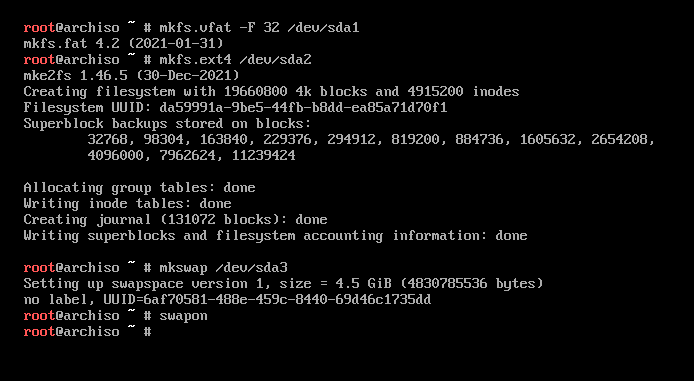 root@archiso ~ # mkfs.vfat -F 32 /dev/sda1
mkfs.fat 4.2 (2021-01-31)
root@archiso ~ # mkfs.ext4 /dev/sda2
mke2fs 1.46.5 (30-Dec-2021)
Creating filesystem with 19660800 4k blocks and 4915200 inodes
Filesystem UUID: da59991a-9be5-44fb-b8dd-ea85a71d70f1
Superblock backups stored on blocks:
        32768, 98304, 163840, 229376, 294912, 819200, 884736, 1605632, 2654208,
        4096000, 7962624, 11239424

Allocating group tables: done
Writing inode tables: done
Creating journal (131072 blocks): done
Writing superblocks and filesystem accounting information: done

root@archiso ~ # mkswap /dev/sda3
Setting up swapspace version 1, size = 4.5 GiB (4830785536 bytes)
no label, UUID=6af70581-488e-459c-8440-69d46c1735dd
root@archiso ~ # swapon
root@archiso ~ #